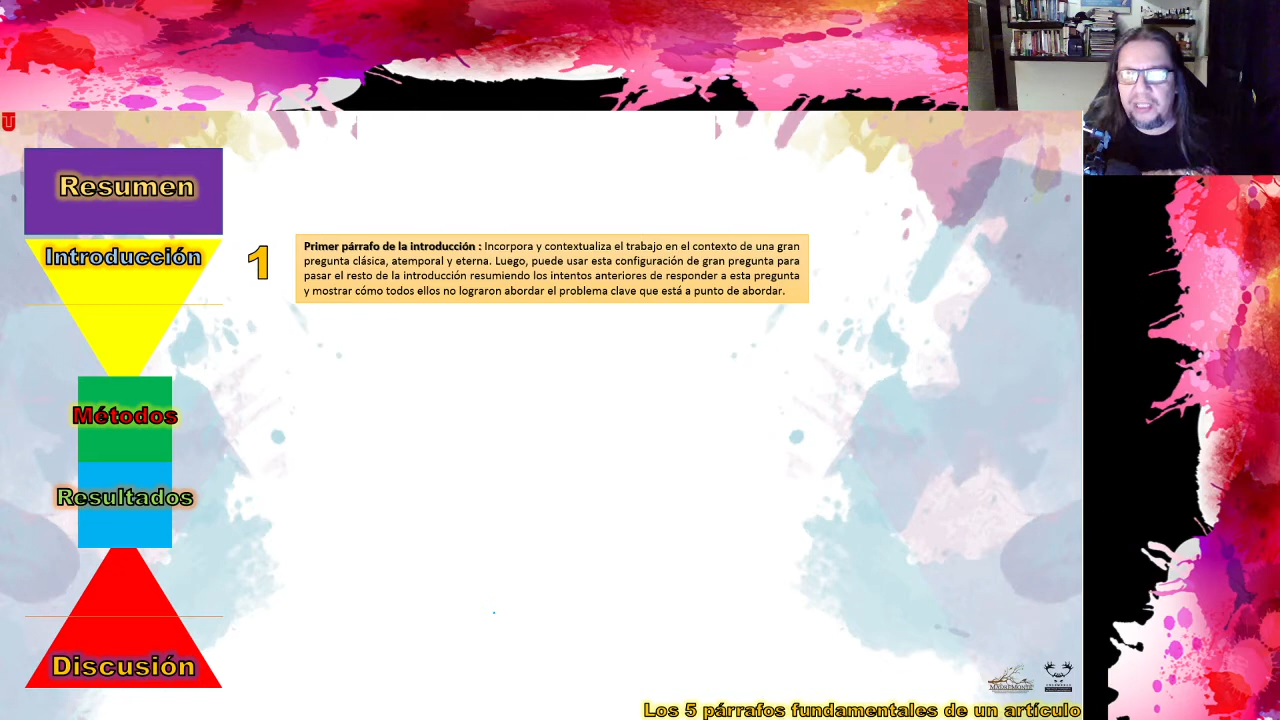 Resumen
Introducción
1
Primer párrafo de la introducción : Incorpora y contextualiza el trabajo en el contexto de una gran
pregunta clásica, atemporal y eterna. Luego, puede usar esta configuración de gran pregunta para
pasar el resto de la introducción resumiendo los intentos anteriores de responder a esta pregunta
y mostrar cómo todos ellos no lograron abordar el problema clave que está a punto de abordar.
Métodos
Resultados
Discusión
MADREMONTE
Los 5 párrafos fundamentales de un artículo